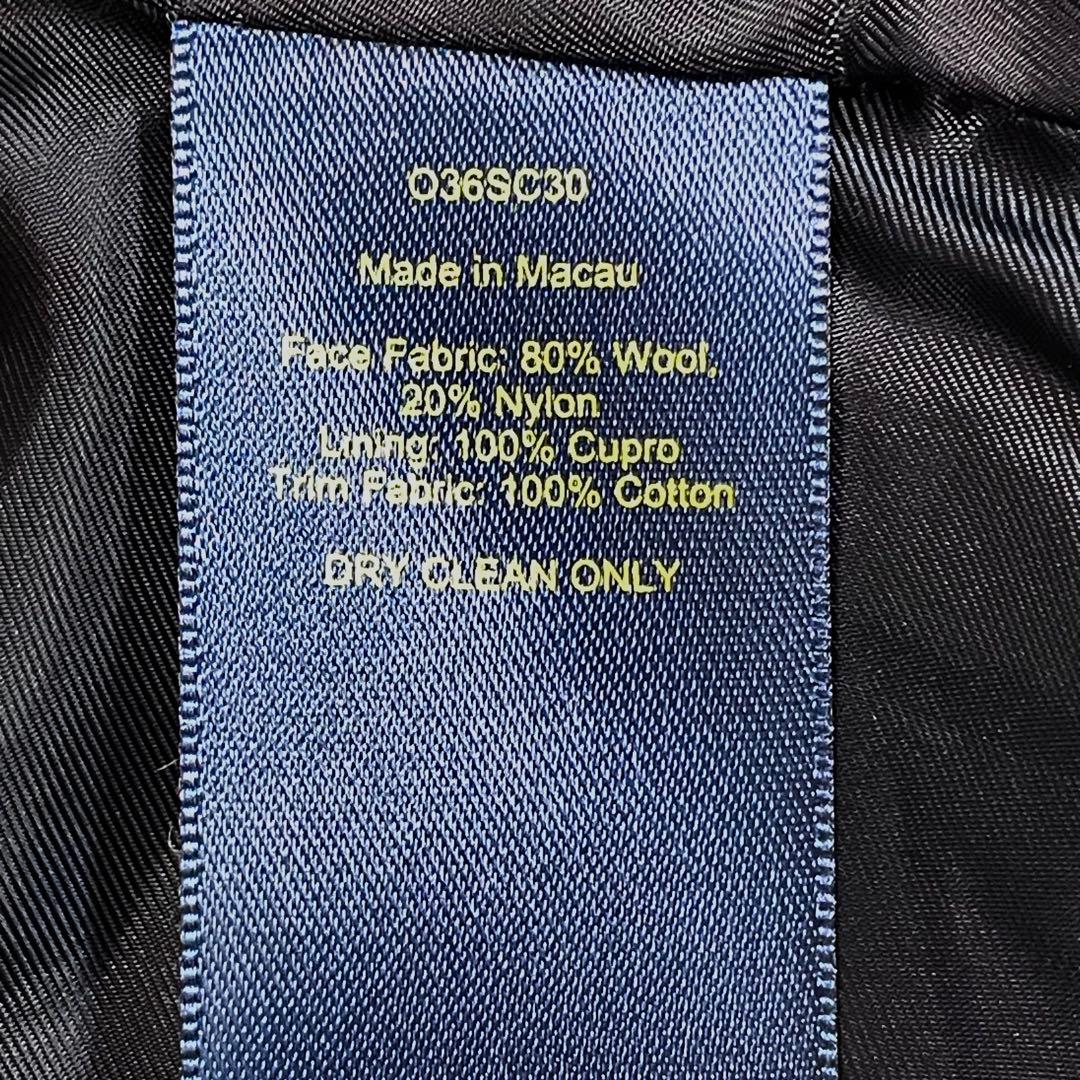 O36SC30
Made in Macau
Face Fabric: 80% Wool,
20% Nylon
Lining: 100% Cupro
Trim Fabric: 100% Cotton
DRY CLEAN ONLY